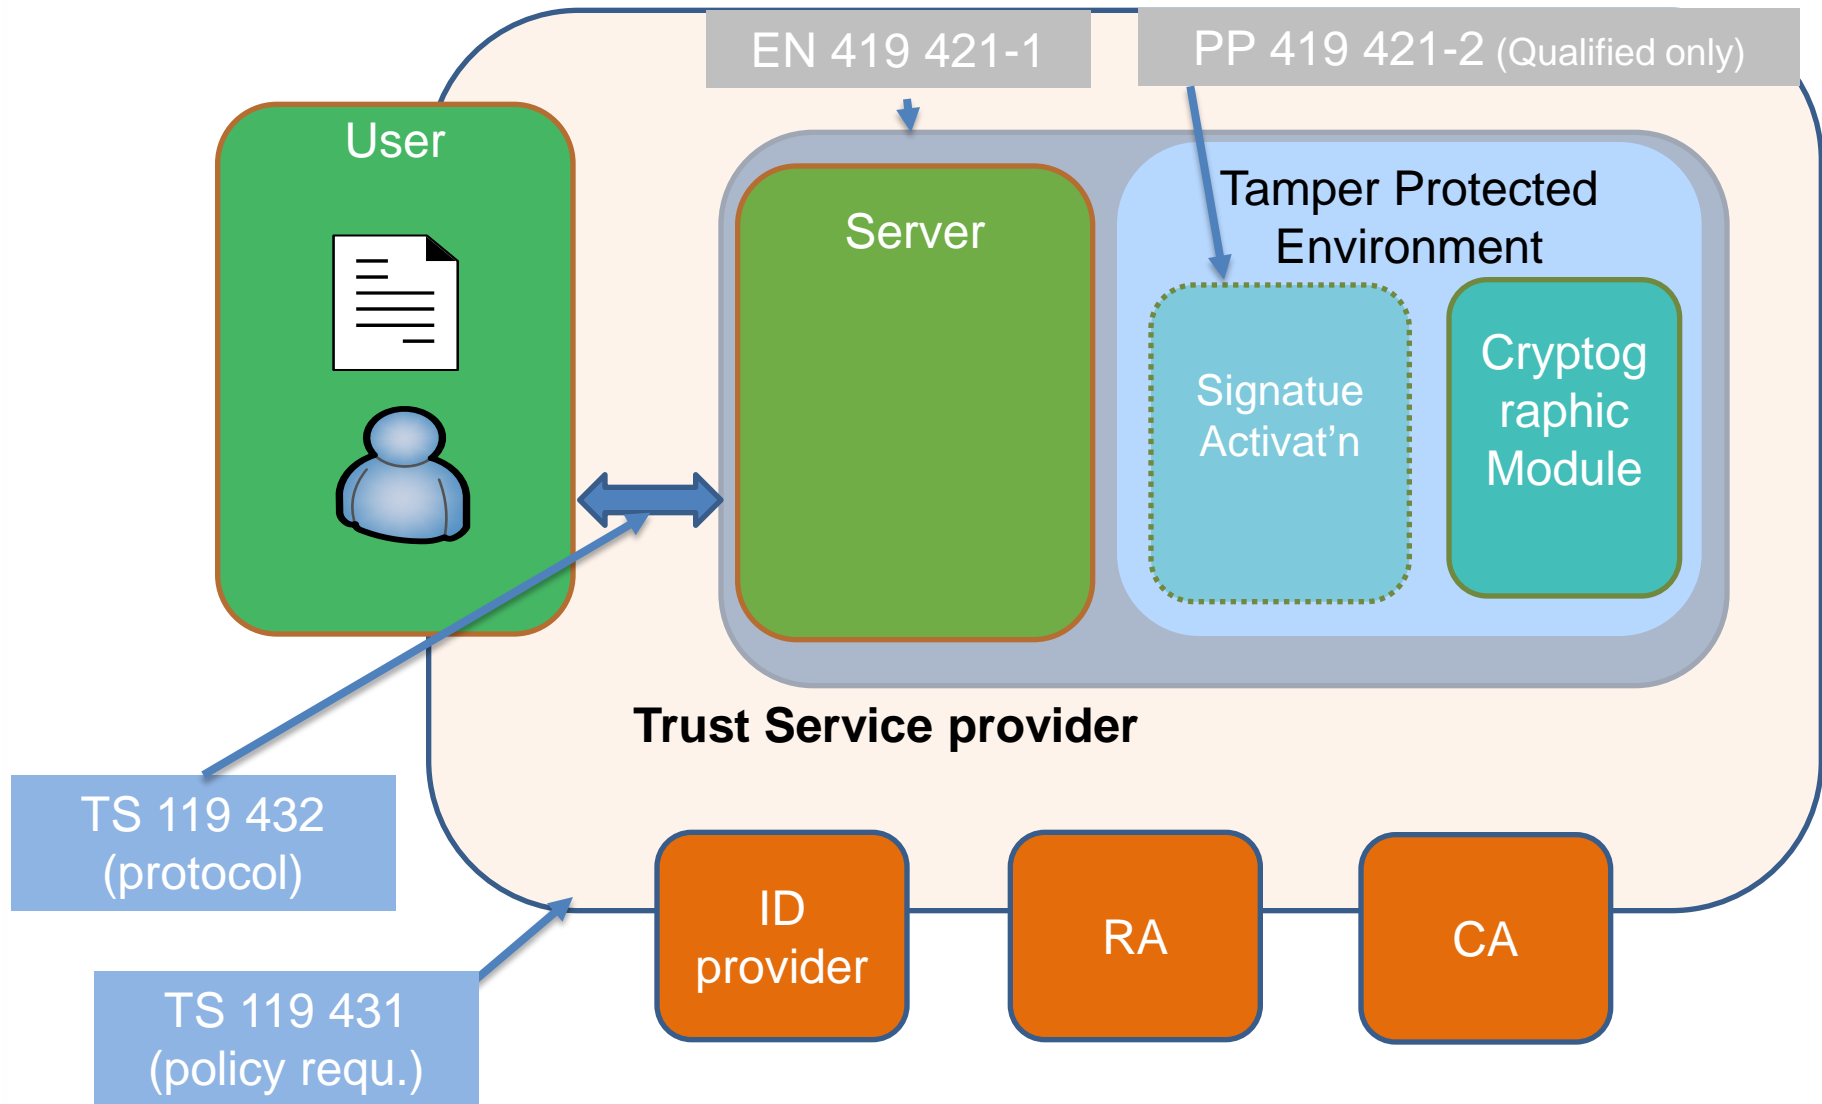 EN 419 421-1
PP 419 421-2 (Qualified only)
User
Server
Tamper Protected
Environment
Signatue
Activat’n
Cryptog
raphic
Module
Trust Service provider
TS 119 432
(protocol)
ID
provider
RA
CA
TS 119 431
(policy requ.)